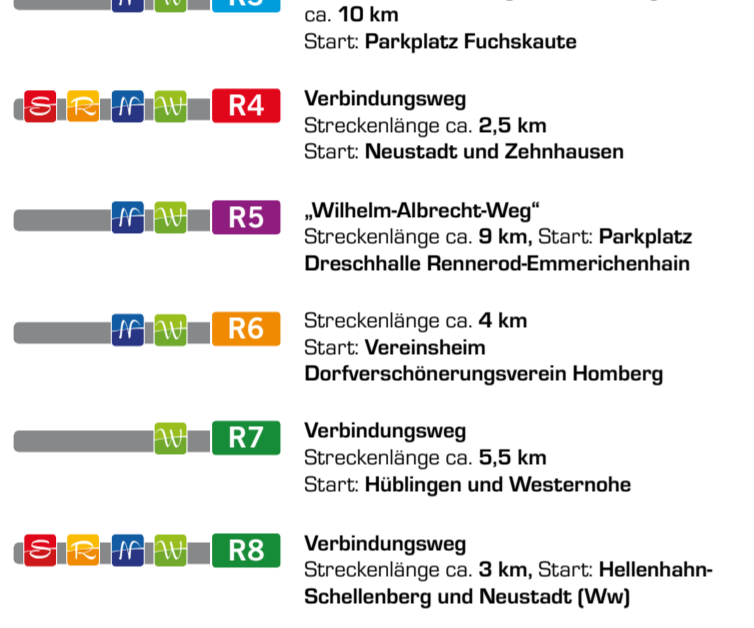 N W R3
ca. 10 km
Start: Parkplatz Fuchskaute
S R N W R4
Verbindungsweg
Streckenlänge ca. 2,5 km
Start: Neustadt und Zehnhausen
N W R5
„Wilhelm-Albrecht-Weg“
Streckenlänge ca. 9 km, Start: Parkplatz
Dreschhalle Rennerod-Emmerichenhain
N W R6
Streckenlänge ca. 4 km
Start: Vereinsheim
Dorfverschönerungsverein Homberg
W R7
Verbindungsweg
Streckenlänge ca. 5,5 km
Start: Hüblingen und Westernohe
S R N W R8
Verbindungsweg
Streckenlänge ca. 3 km, Start: Hellenhahn-
Schellenberg und Neustadt (Ww)